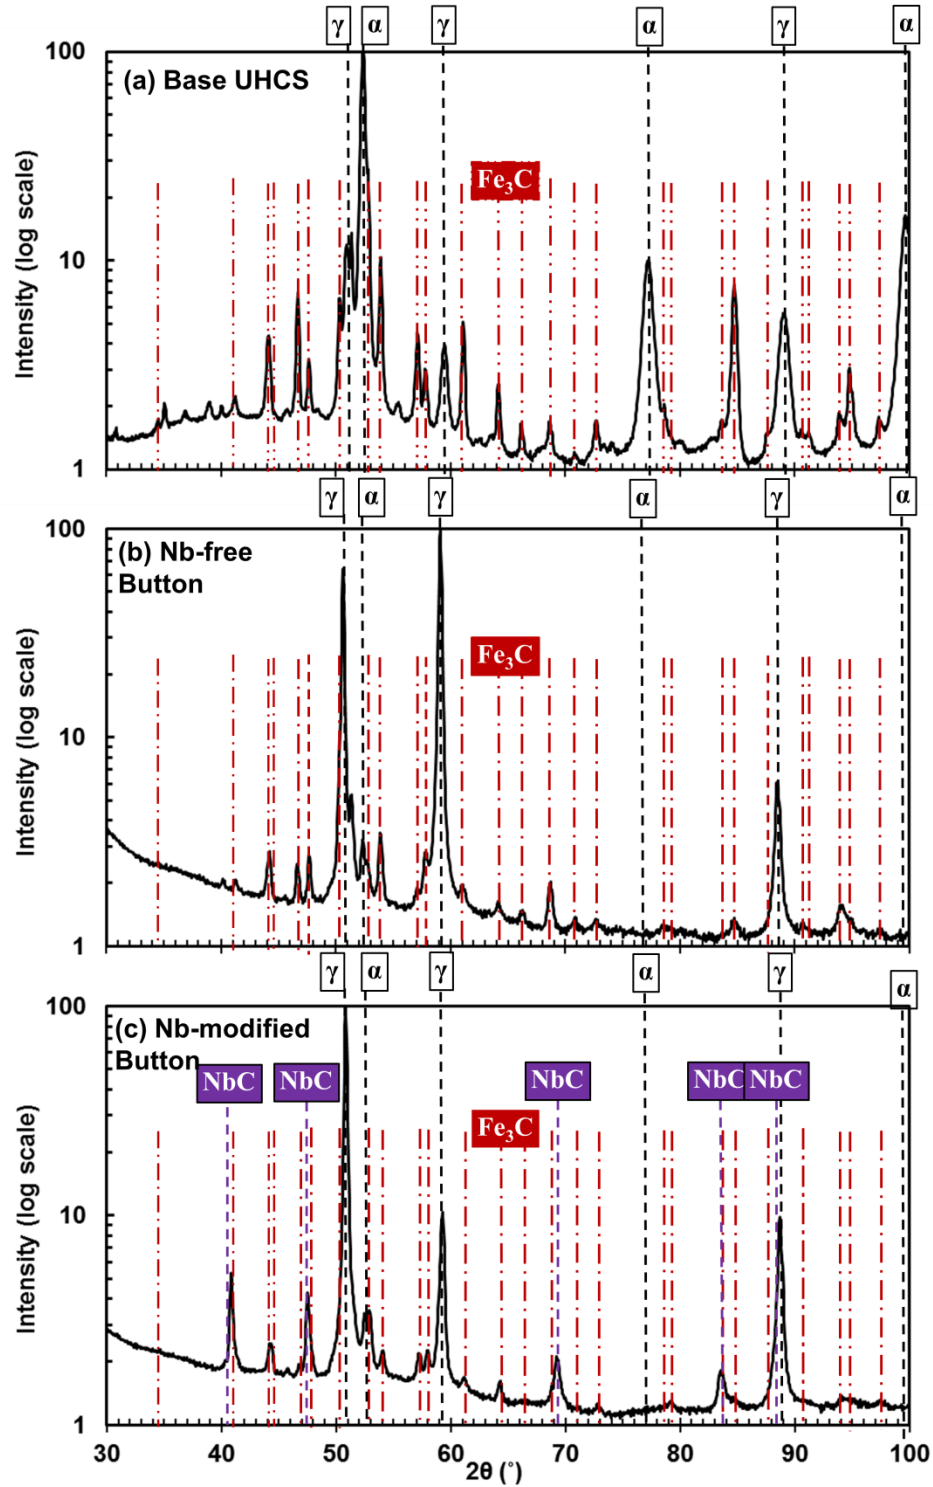 γ α γ α γ α
100
(a) Base UHCS
Fe₃C
10
1
Intensity (log scale)
γ α γ α γ α
100
(b) Nb-free
Button
Fe₃C
10
1
Intensity (log scale)
γ α γ α γ α
100
(c) Nb-modified
Button
NbC NbC NbC NbC NbC
Fe₃C
10
1
Intensity (log scale)
30 40 50 60 70 80 90 100
2θ (°)